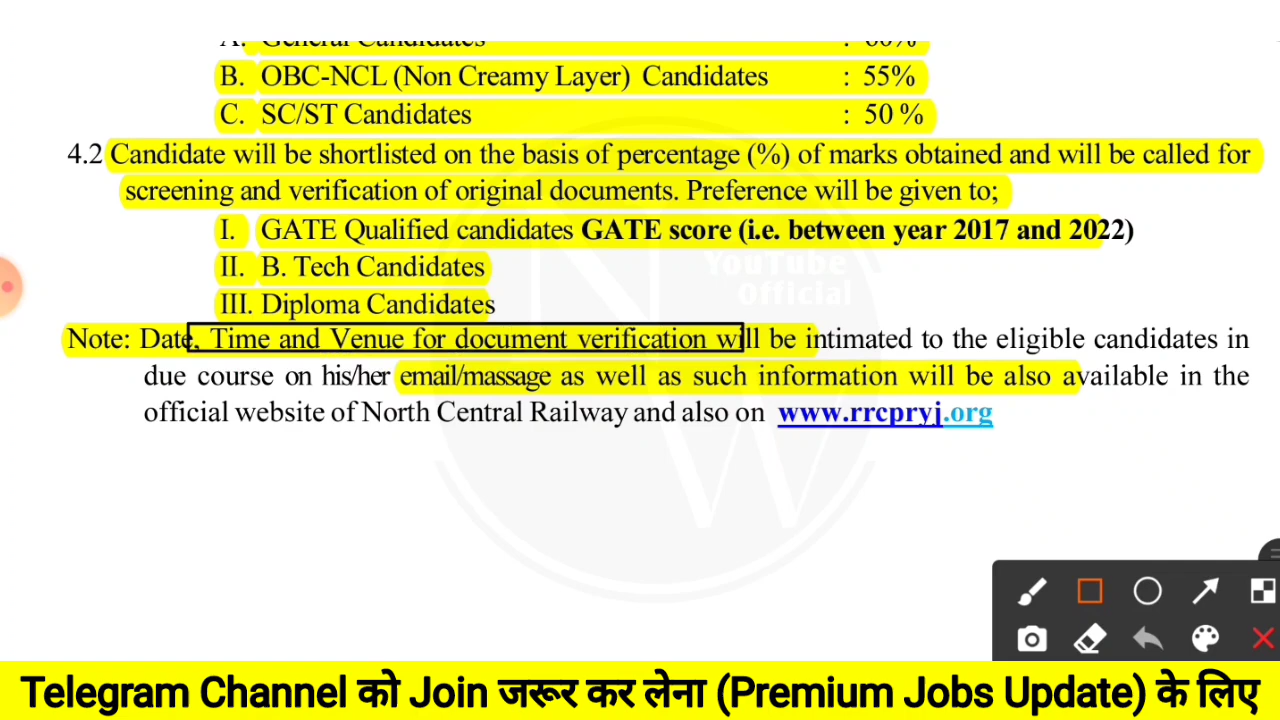 A. General Candidates : 60%
B. OBC-NCL (Non Creamy Layer) Candidates : 55%
C. SC/ST Candidates : 50 %
4.2 Candidate will be shortlisted on the basis of percentage (%) of marks obtained and will be called for
screening and verification of original documents. Preference will be given to;
I. GATE Qualified candidates GATE score (i.e. between year 2017 and 2022)
II. B. Tech Candidates
YouTube
Official
III. Diploma Candidates
Note: Date, Time and Venue for document verification will be intimated to the eligible candidates in
due course on his/her email/massage as well as such information will be also available in the
official website of North Central Railway and also on www.rrcpryj.org
Telegram Channel को Join जरूर कर लेना (Premium Jobs Update) के लिए